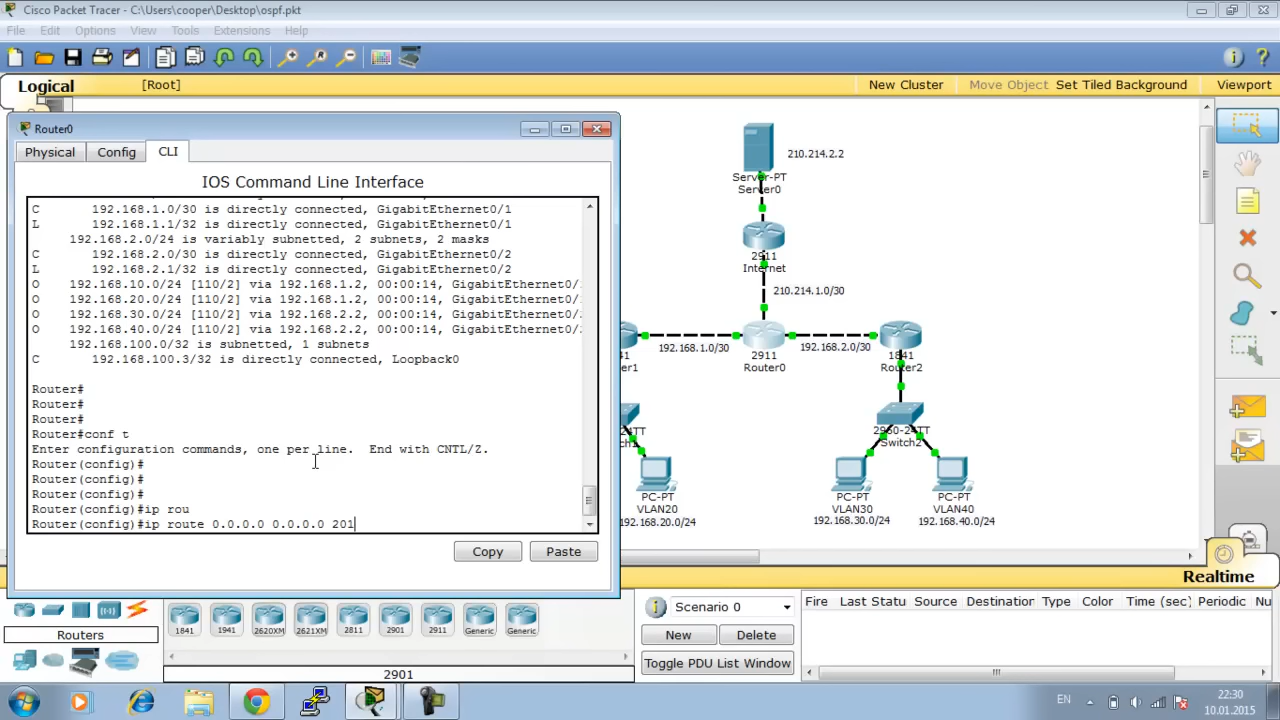 Cisco Packet Tracer - C:\Users\cooper\Desktop\ospf.pkt
File Edit Options View Tools Extensions Help
Logical [Root] New Cluster Move Object Set Tiled Background Viewport
Router0
Physical Config CLI
IOS Command Line Interface
C 192.168.1.0/30 is directly connected, GigabitEthernet0/1
L 192.168.1.1/32 is directly connected, GigabitEthernet0/1
192.168.2.0/24 is variably subnetted, 2 subnets, 2 masks
C 192.168.2.0/30 is directly connected, GigabitEthernet0/2
L 192.168.2.1/32 is directly connected, GigabitEthernet0/2
O 192.168.10.0/24 [110/2] via 192.168.1.2, 00:00:14, GigabitEthernet0/
O 192.168.20.0/24 [110/2] via 192.168.1.2, 00:00:14, GigabitEthernet0/
O 192.168.30.0/24 [110/2] via 192.168.2.2, 00:00:14, GigabitEthernet0/
O 192.168.40.0/24 [110/2] via 192.168.2.2, 00:00:14, GigabitEthernet0/
192.168.100.0/32 is subnetted, 1 subnets
C 192.168.100.3/32 is directly connected, Loopback0
Router#
Router#
Router#
Router#conf t
Enter configuration commands, one per line. End with CNTL/Z.
Router(config)#
Router(config)#
Router(config)#
Router(config)#ip rou
Router(config)#ip route 0.0.0.0 0.0.0.0 201
Copy Paste
210.214.2.2
Server-PT
Server0
2911
Internet
210.214.1.0/30
41
er1
192.168.1.0/30
2911
Router0
192.168.2.0/30
1841
Router2
-24TT
tch1
2950-24TT
Switch2
PC-PT
VLAN20
192.168.20.0/24
PC-PT
VLAN30
192.168.30.0/24
PC-PT
VLAN40
192.168.40.0/24
Realtime
Routers
1841 1941 2620XM 2621XM 2811 2901 2911 Generic Generic
2901
Scenario 0
New Delete
Toggle PDU List Window
Fire Last Statu Source Destination Type Color Time (sec) Periodic Nu
EN
22:30
10.01.2015